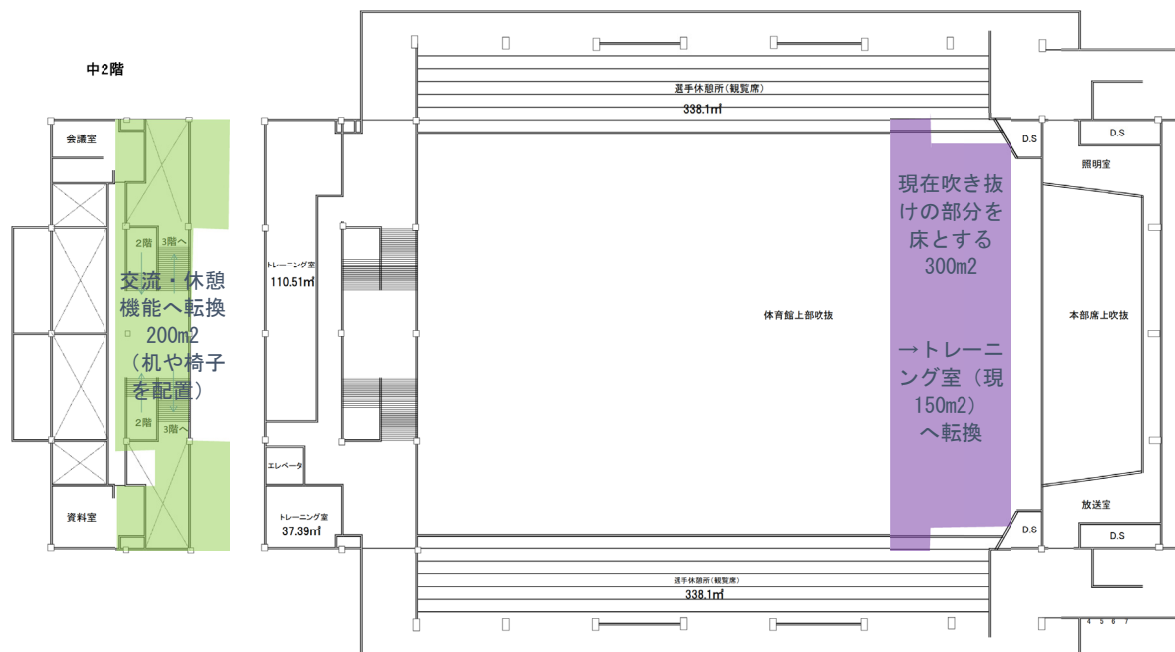 中2階
会議室
2階
3階へ
交流・休憩
機能へ転換
200m2
（机や椅子
を配置）
2階
3階へ
資料室
トレーニング室
110.51㎡
エレベータ
トレーニング室
37.39㎡
選手休憩所(観覧席)
338.1㎡
体育館上部吹抜
現在吹き抜
けの部分を
床とする
300m2
→トレーニ
ング室（現
150m2）
へ転換
選手休憩所(観覧席)
338.1㎡
D.S
D.S
照明室
本部席上吹抜
放送室
D.S
D.S
4 5 6 7